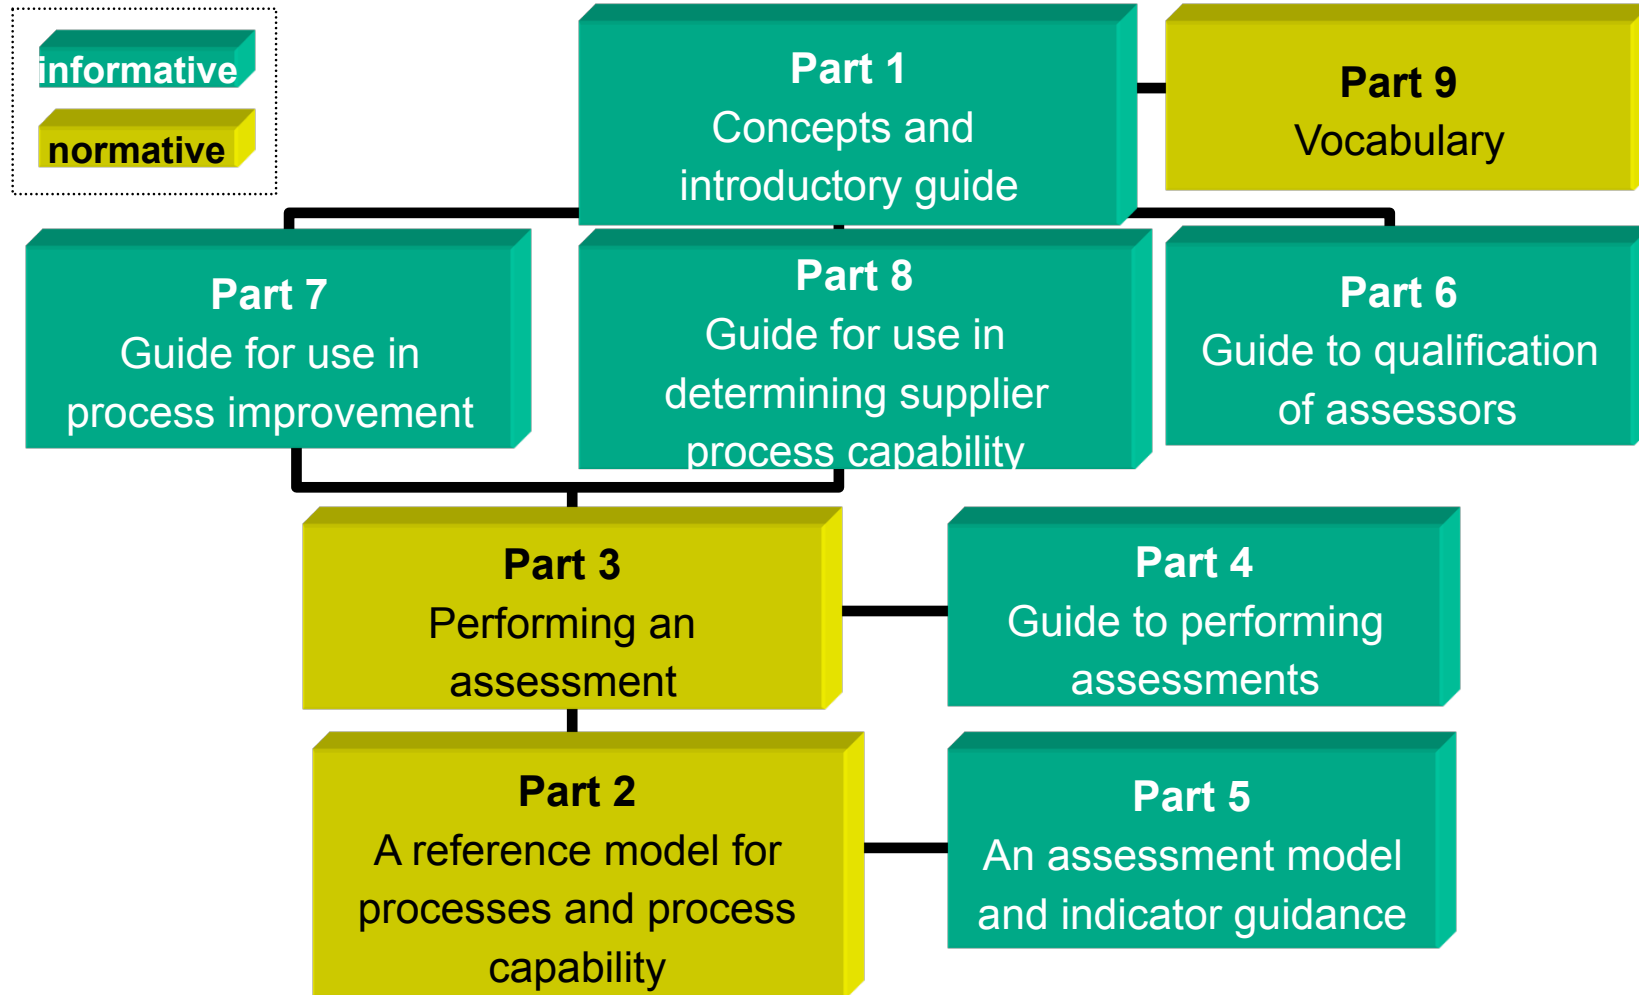 informative
normative
Part 1
Concepts and
introductory guide
Part 9
Vocabulary
Part 7
Guide for use in
process improvement
Part 8
Guide for use in
determining supplier
process capability
Part 6
Guide to qualification
of assessors
Part 3
Performing an
assessment
Part 4
Guide to performing
assessments
Part 2
A reference model for
processes and process
capability
Part 5
An assessment model
and indicator guidance